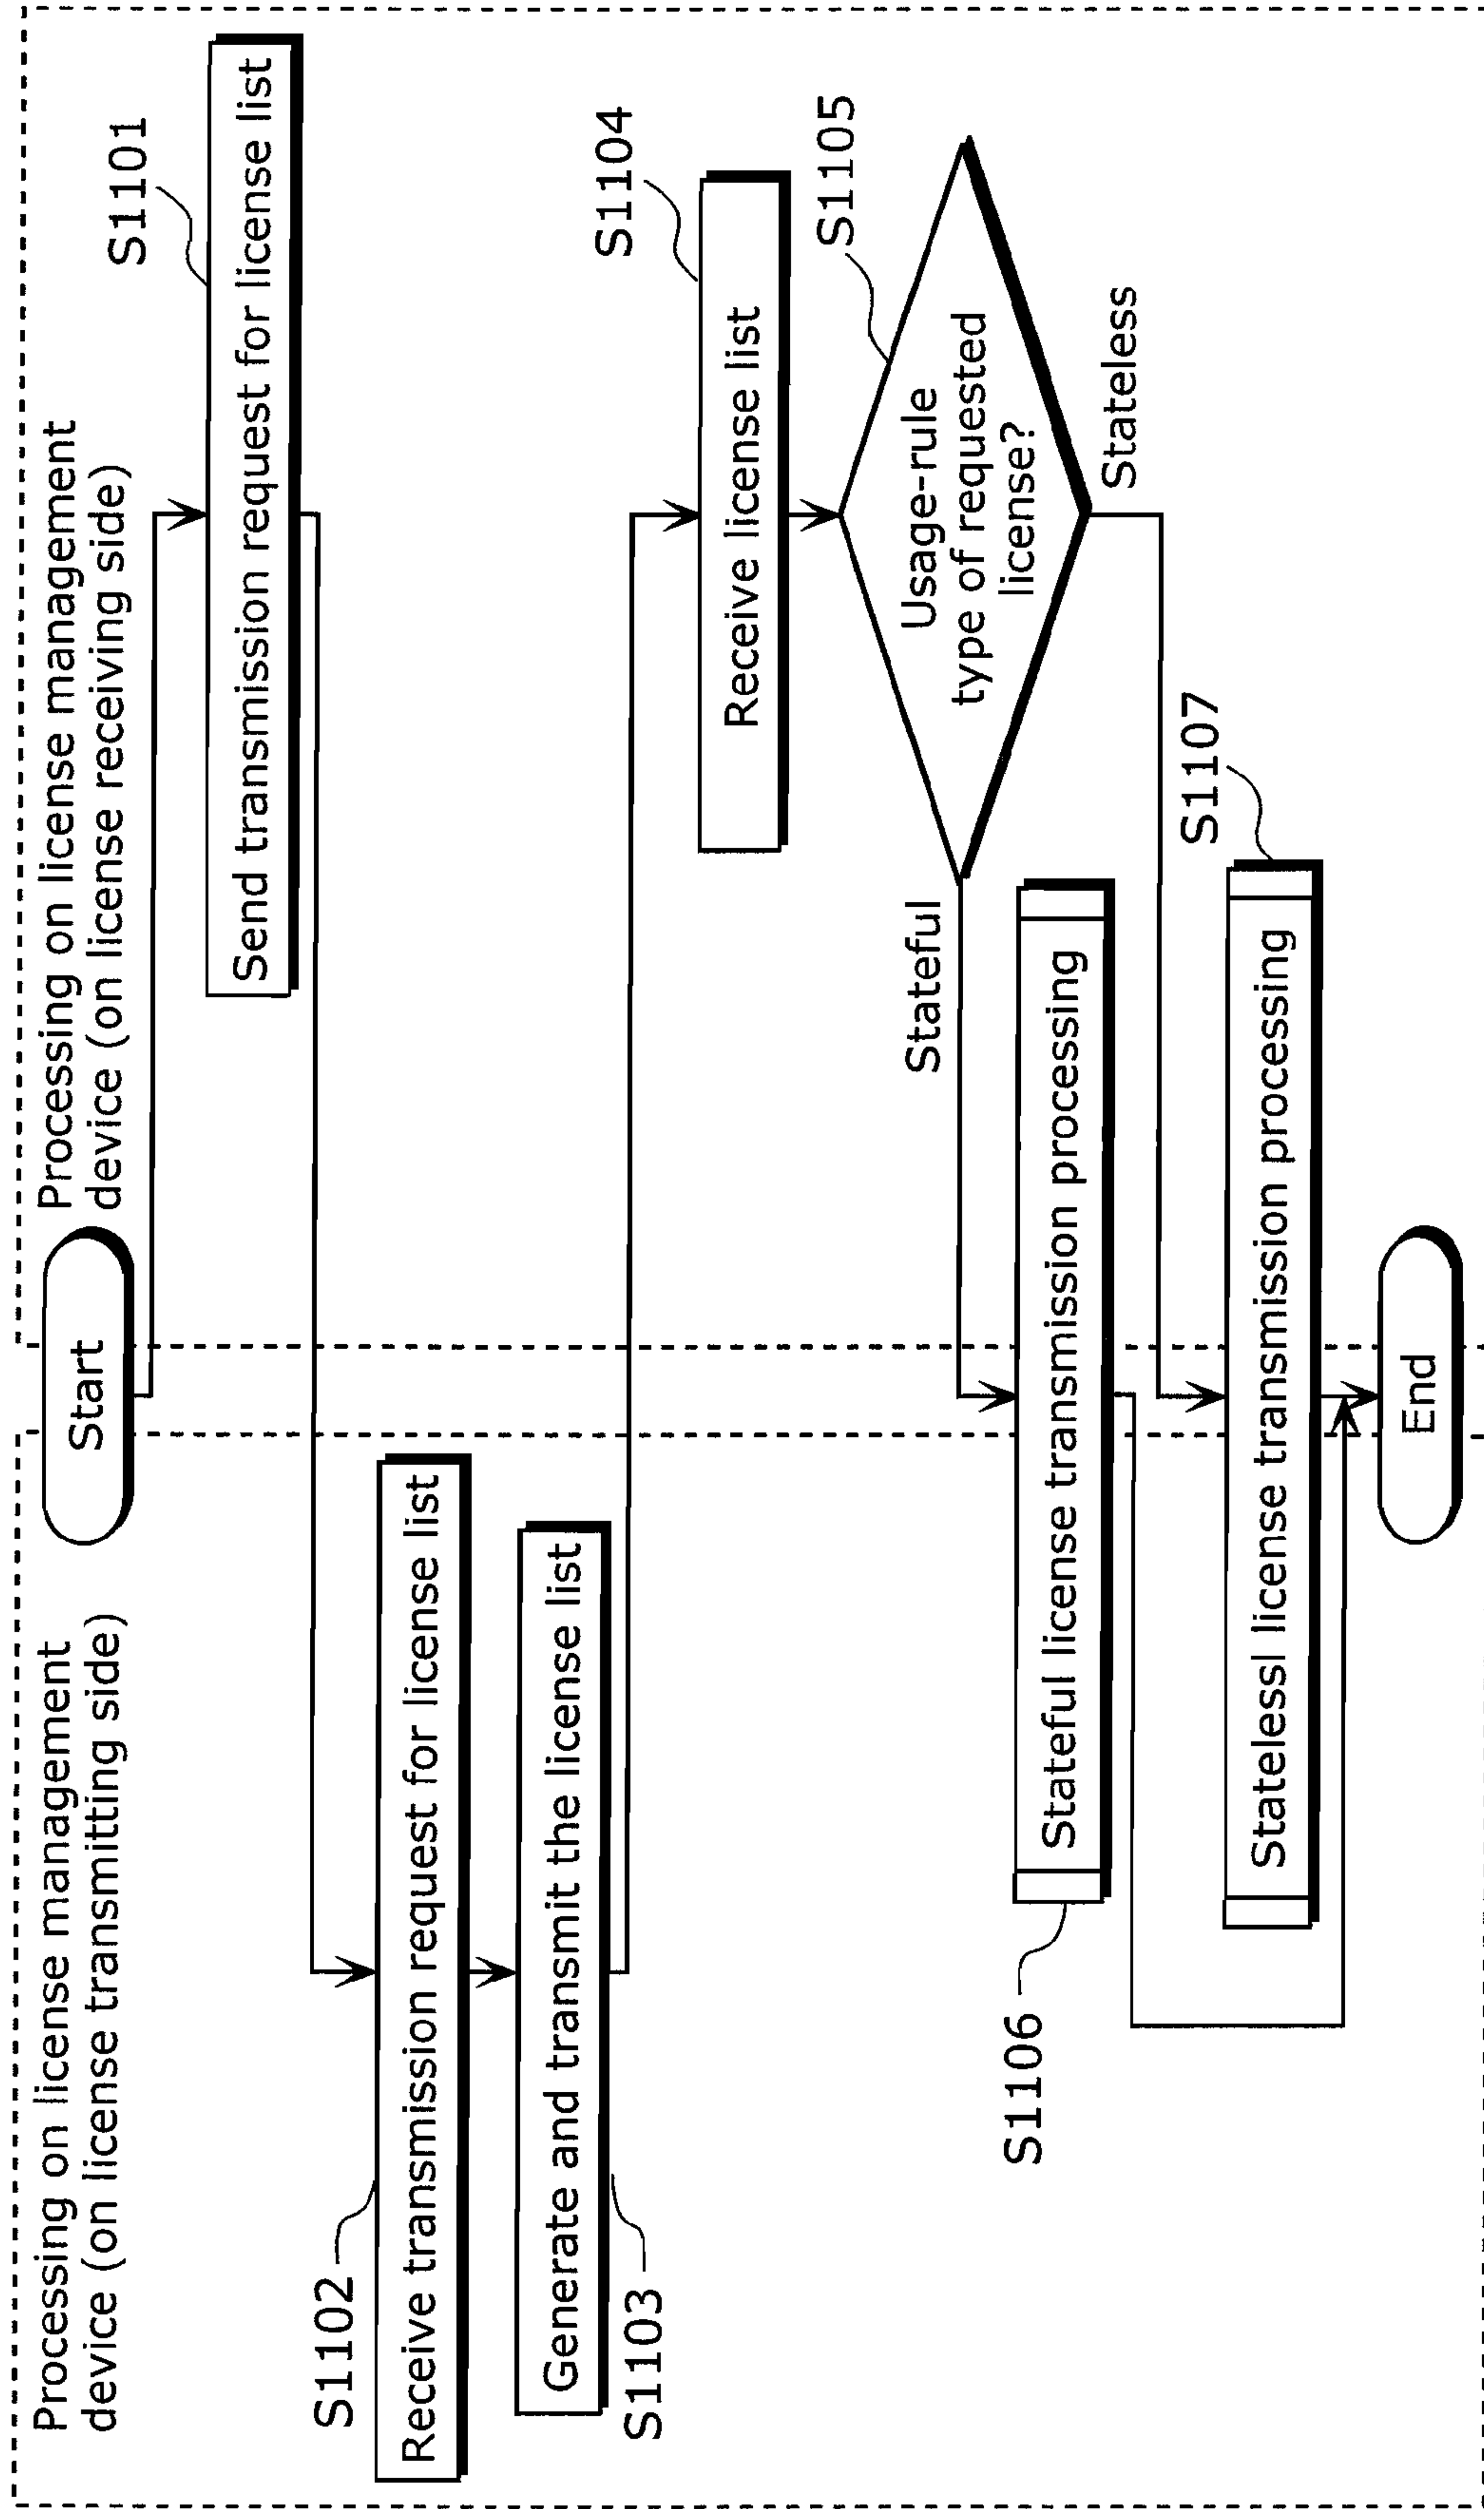 Processing on license management
device (on license transmitting side)
Start
Processing on license management
device (on license receiving side)
S1101
Send transmission request for license list
S1102
Receive transmission request for license list
Generate and transmit the license list
S1103
S1104
Receive license list
S1105
Usage-rule
type of requested
license?
Stateful
Stateless
S1106
Stateful license transmission processing
S1107
Statelessl license transmission processing
End